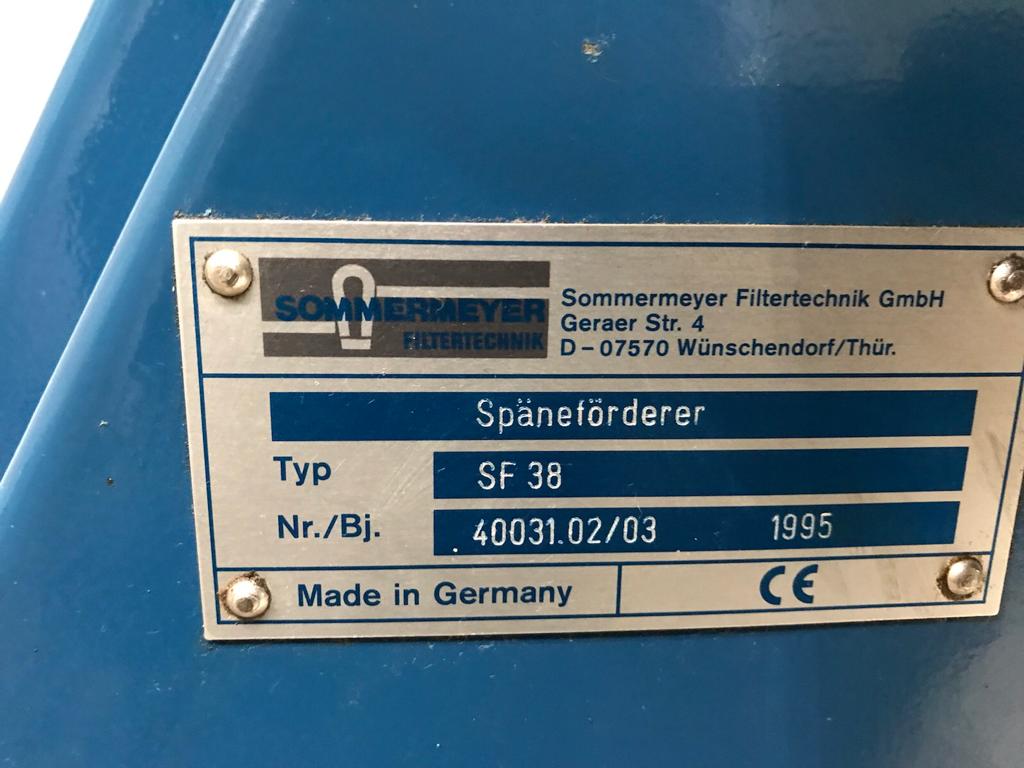 SOMMERMEYER
FILTERTECHNIK
Sommermeyer Filtertechnik GmbH
Geraer Str. 4
D-07570 Wünschendorf/Thür.
Späneförderer
Typ SF 38
Nr./Bj. 40031.02/03 1995
Made in Germany CE